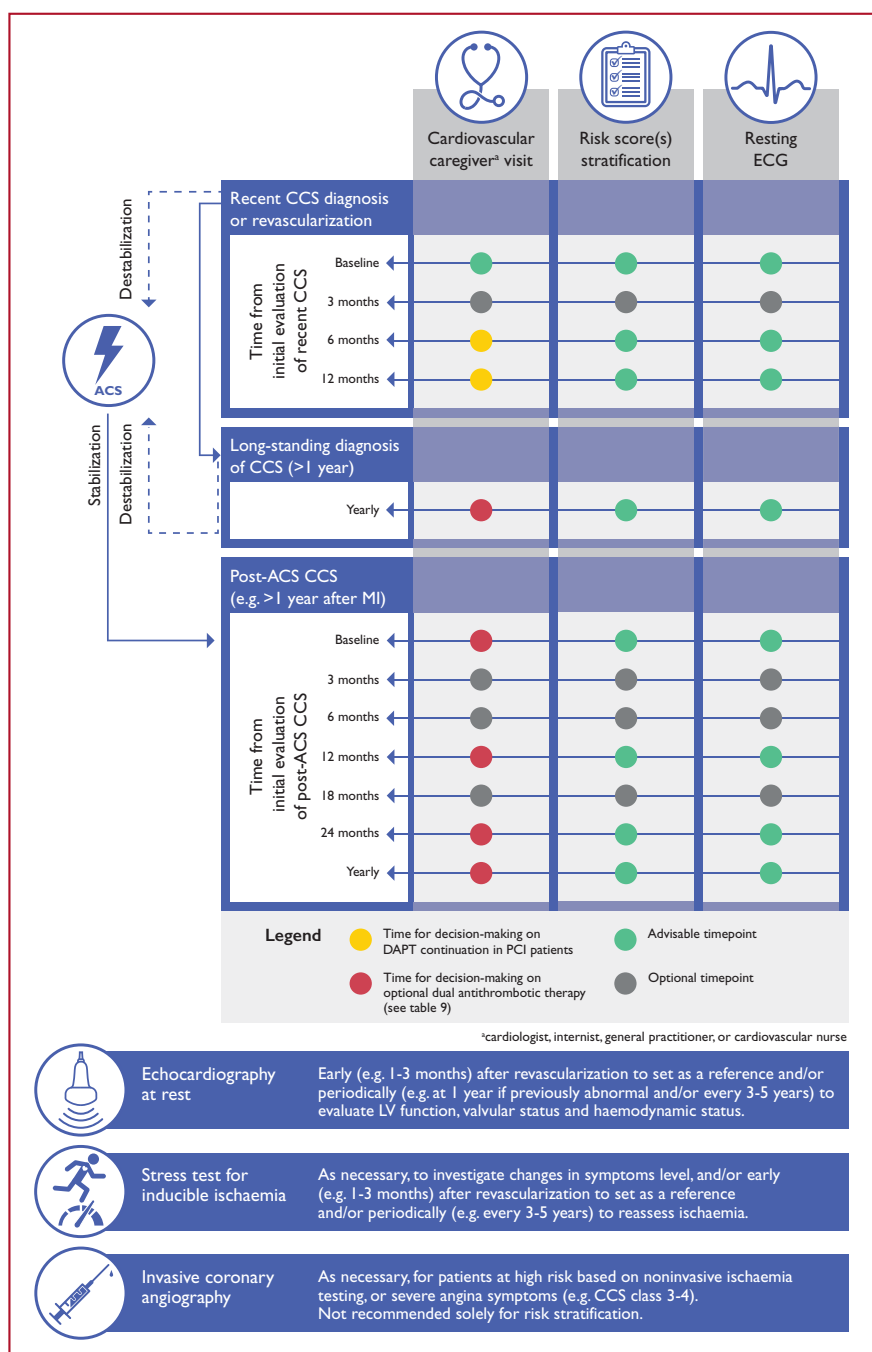 Cardiovascular
caregiverᵃ visit
Risk score(s)
stratification
Resting
ECG
Recent CCS diagnosis
or revascularization
Destabilization
Time from
initial evaluation
of recent CCS
Baseline
3 months
6 months
12 months
ACS
Long-standing diagnosis
of CCS (>1 year)
Stabilization
Destabilization
Yearly
Post-ACS CCS
(e.g. >1 year after MI)
Time from
initial evaluation
of post-ACS CCS
Baseline
3 months
6 months
12 months
18 months
24 months
Yearly
Legend
Time for decision-making on
DAPT continuation in PCI patients
Advisable timepoint
Time for decision-making on
optional dual antithrombotic therapy
(see table 9)
Optional timepoint
ᵃcardiologist, internist, general practitioner, or cardiovascular nurse
Echocardiography
at rest
Early (e.g. 1-3 months) after revascularization to set as a reference and/or
periodically (e.g. at 1 year if previously abnormal and/or every 3-5 years) to
evaluate LV function, valvular status and haemodynamic status.
Stress test for
inducible ischaemia
As necessary, to investigate changes in symptoms level, and/or early
(e.g. 1-3 months) after revascularization to set as a reference
and/or periodically (e.g. every 3-5 years) to reassess ischaemia.
Invasive coronary
angiography
As necessary, for patients at high risk based on noninvasive ischaemia
testing, or severe angina symptoms (e.g. CCS class 3-4).
Not recommended solely for risk stratification.